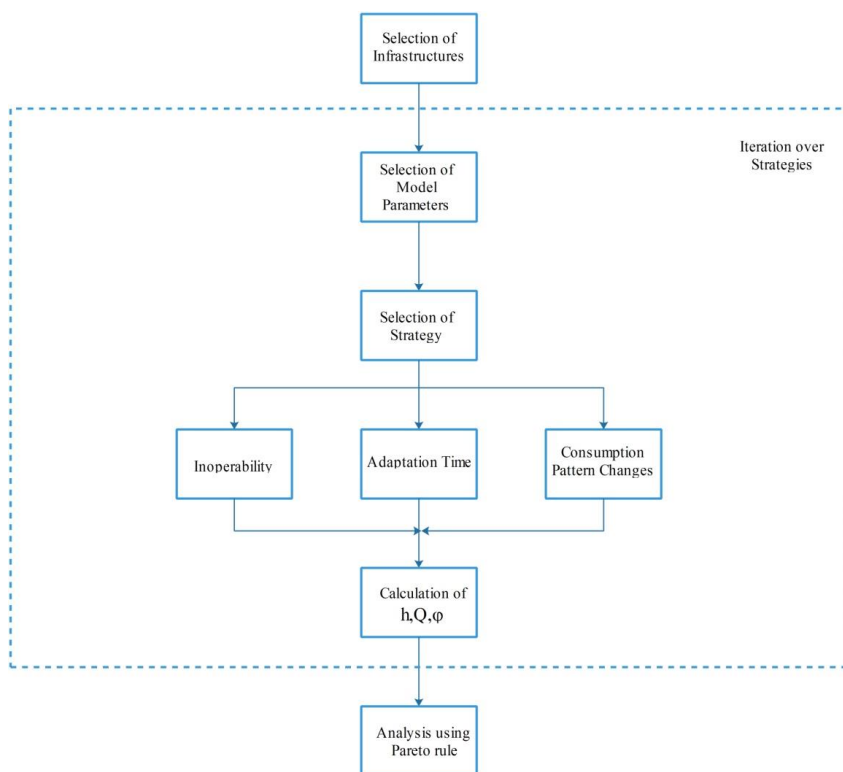 Selection of
Infrastructures
Iteration over
Strategies
Selection of
Model
Parameters
Selection of
Strategy
Inoperability
Adaptation Time
Consumption
Pattern Changes
Calculation of
h,Q,φ
Analysis using
Pareto rule